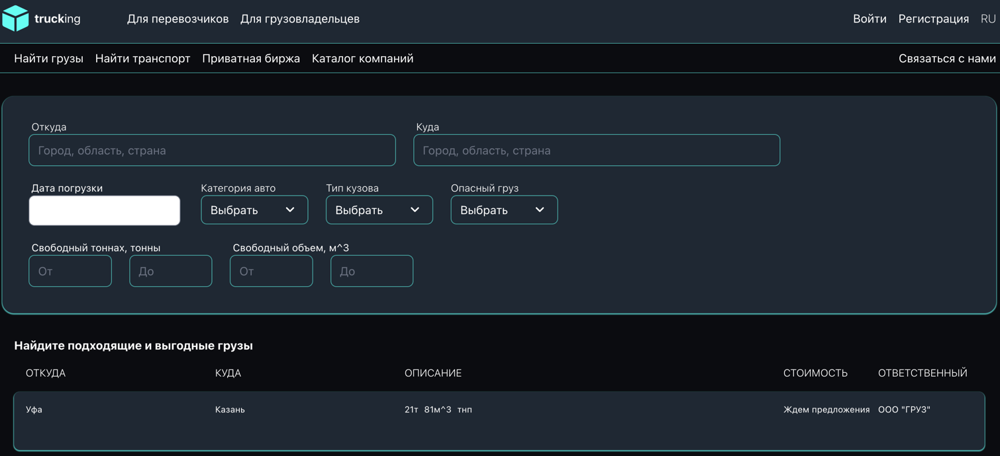 trucking Для перевозчиков Для грузовладельцев Войти Регистрация RU
Найти грузы Найти транспорт Приватная биржа Каталог компаний Связаться с нами
Откуда Куда
Город, область, страна Город, область, страна
Дата погрузки Категория авто Тип кузова Опасный груз
Выбрать Выбрать Выбрать
Свободный тоннах, тонны Свободный объем, м^3
От До От До
Найдите подходящие и выгодные грузы
ОТКУДА КУДА ОПИСАНИЕ СТОИМОСТЬ ОТВЕТСТВЕННЫЙ
Уфа Казань 21т 81м^3 тнп Ждем предложения ООО "ГРУЗ"